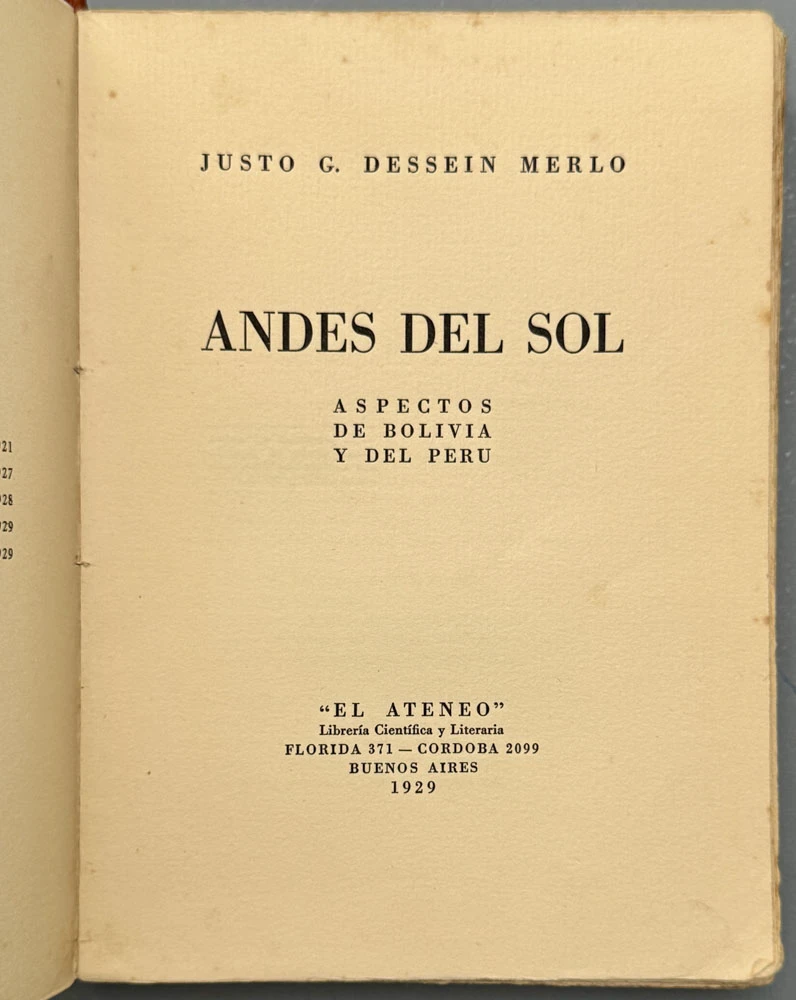 JUSTO G. DESSEIN MERLO
ANDES DEL SOL
ASPECTOS
DE BOLIVIA
Y DEL PERU
"EL ATENEO"
Librería Científica y Literaria
FLORIDA 371 — CORDOBA 2099
BUENOS AIRES
1929